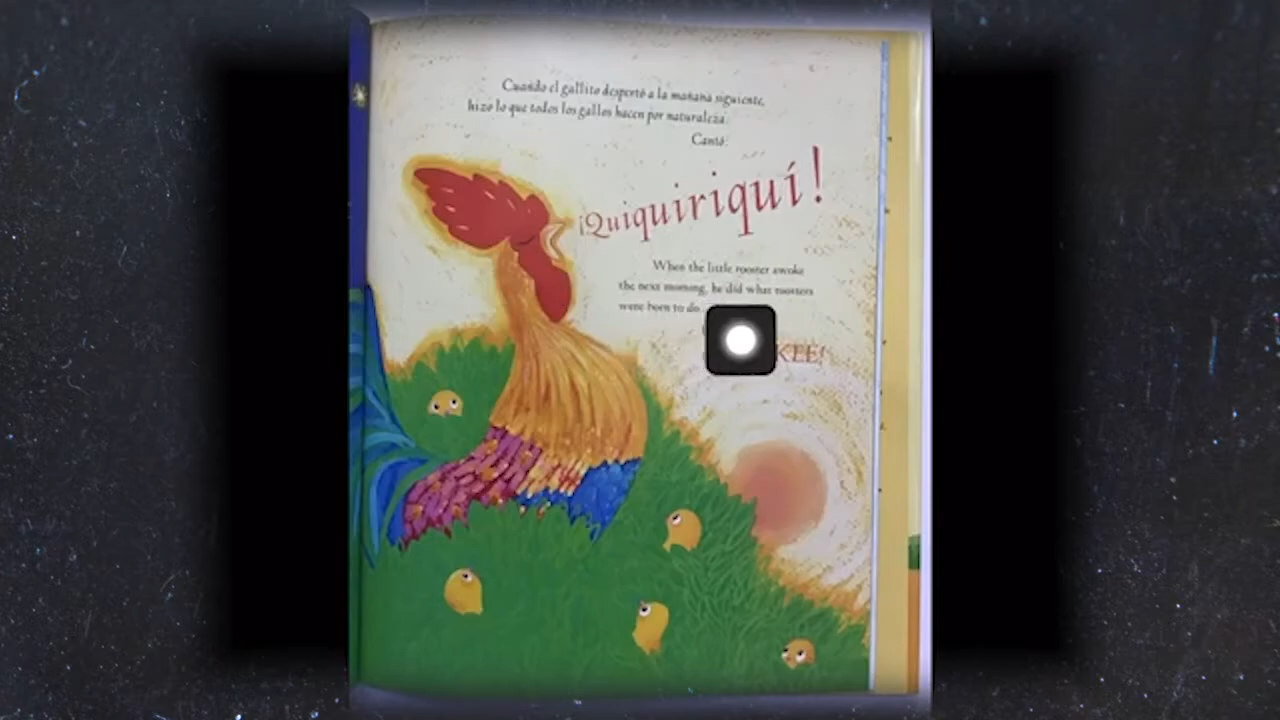 Cuando el gallito despertó a la mañana siguiente,
hizo lo que todos los gallos hacen por naturaleza.
Cantó:
¡Quiquiriquí!
When the little rooster awoke
the next morning, he did what roosters
were born to do.
KEE!